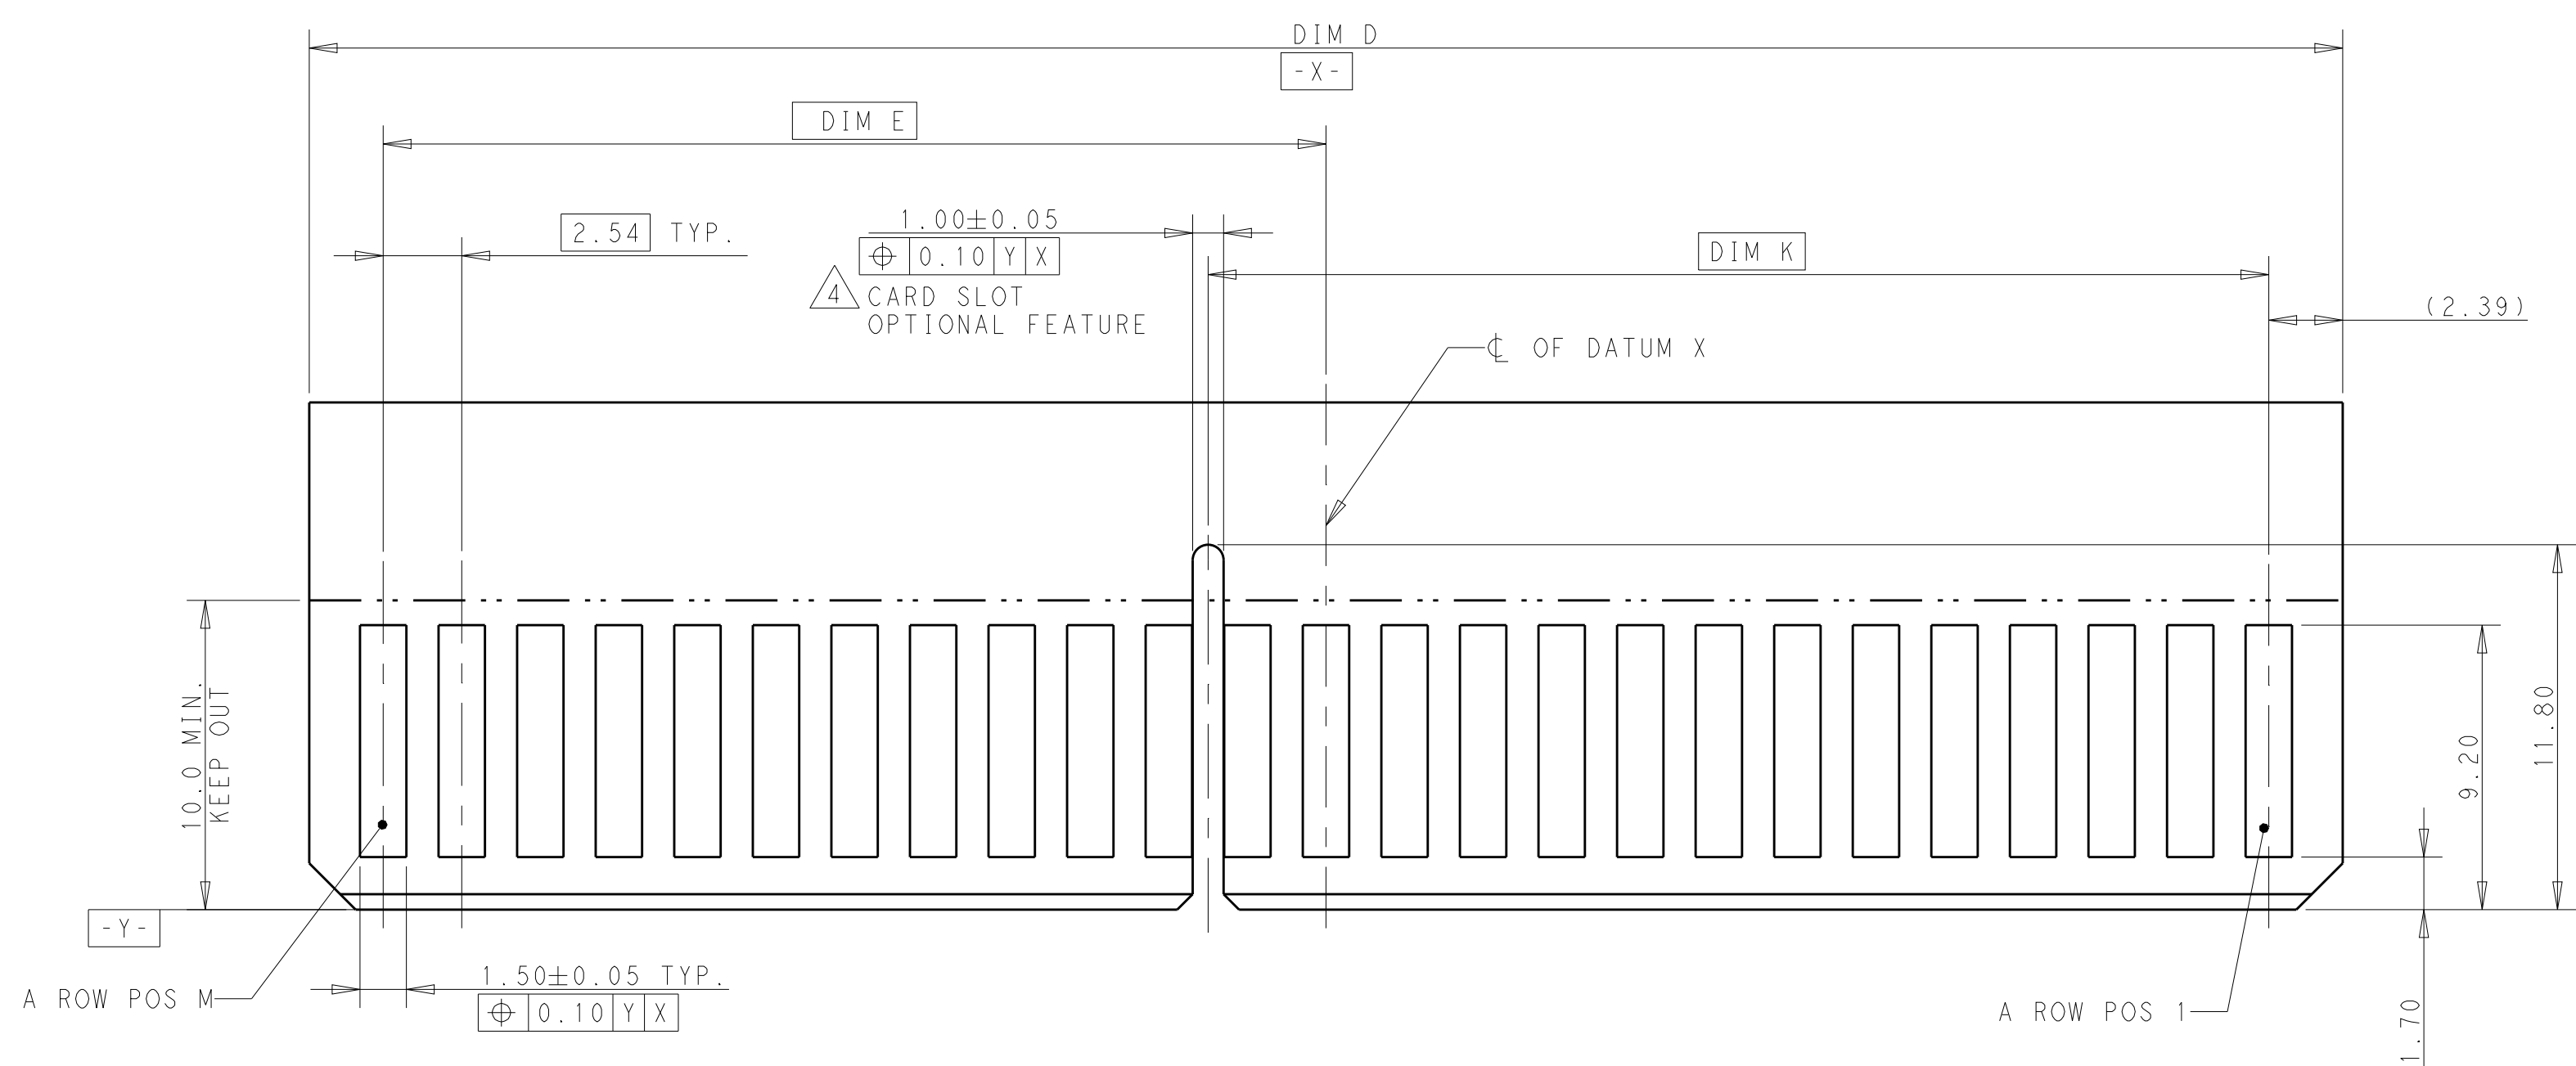 DIM D
-X-
DIM E
2.54 TYP.
1.00±0.05
⌖ 0.10 Y X
4 CARD SLOT
OPTIONAL FEATURE
DIM K
(2.39)
℄ OF DATUM X
10.0 MIN.
KEEP OUT
11.80
9.20
1.70
-Y-
A ROW POS M
1.50±0.05 TYP.
⌖ 0.10 Y X
A ROW POS 1